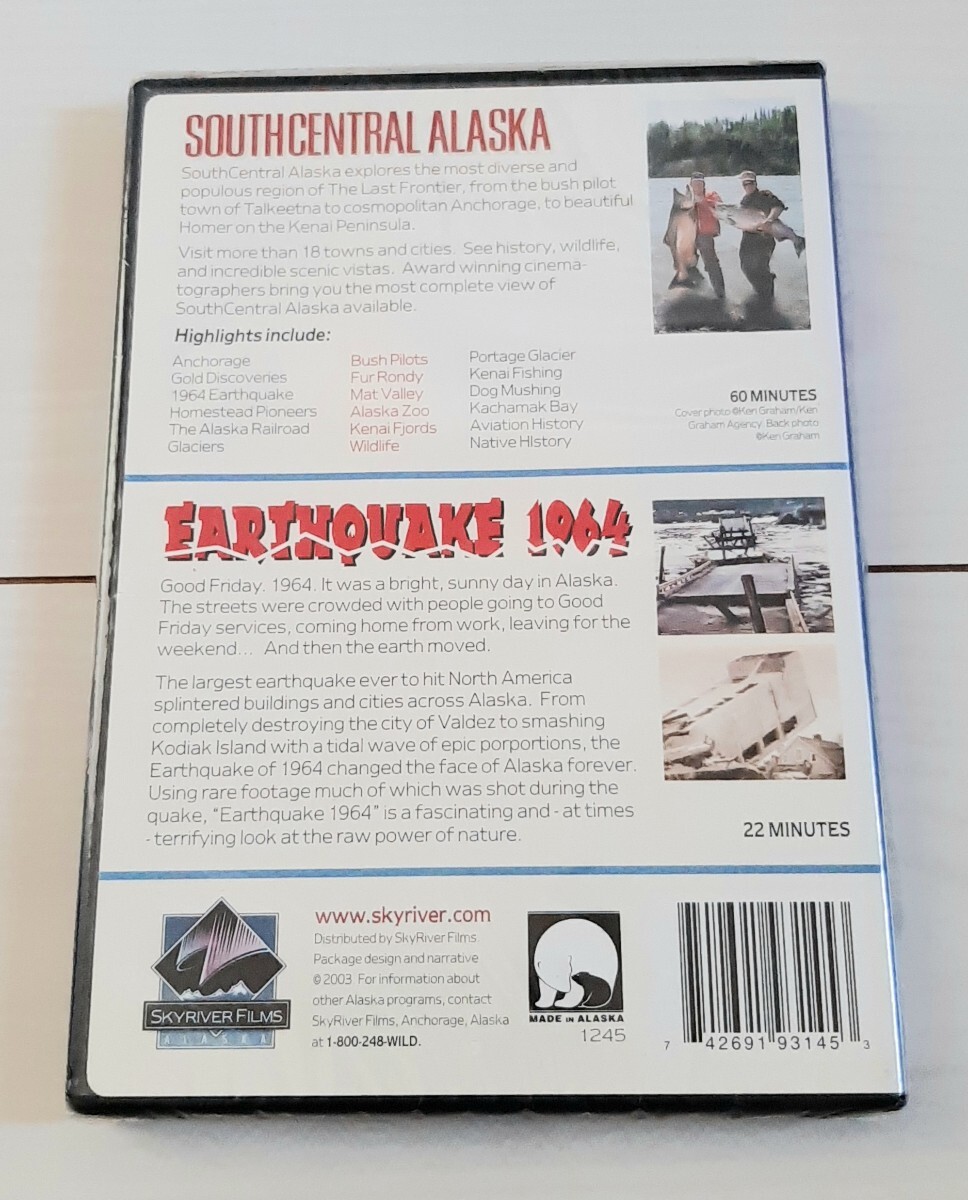 SOUTHCENTRAL ALASKA
SouthCentral Alaska explores the most diverse and
populous region of The Last Frontier, from the bush pilot
town of Talkeetna to cosmopolitan Anchorage, to beautiful
Homer on the Kenai Peninsula.
Visit more than 18 towns and cities. See history, wildlife,
and incredible scenic vistas. Award winning cinema-
tographers bring you the most complete view of
SouthCentral Alaska available.
Highlights include:
Anchorage
Gold Discoveries
1964 Earthquake
Homestead Pioneers
The Alaska Railroad
Glaciers
Bush Pilots
Fur Rondy
Mat Valley
Alaska Zoo
Kenai Fjords
Wildlife
Portage Glacier
Kenai Fishing
Dog Mushing
Kachamak Bay
Aviation History
Native HIstory
60 MINUTES
Cover photo ©Ken Graham/Ken
Graham Agency. Back photo
©Ken Graham
EARTHQUAKE 1964
Good Friday. 1964. It was a bright, sunny day in Alaska.
The streets were crowded with people going to Good
Friday services, coming home from work, leaving for the
weekend... And then the earth moved.
The largest earthquake ever to hit North America
splintered buildings and cities across Alaska. From
completely destroying the city of Valdez to smashing
Kodiak Island with a tidal wave of epic porportions, the
Earthquake of 1964 changed the face of Alaska forever.
Using rare footage much of which was shot during the
quake, "Earthquake 1964" is a fascinating and - at times
- terrifying look at the raw power of nature.
22 MINUTES
SKYRIVER FILMS
ALASKA
www.skyriver.com
Distributed by SkyRiver Films
Package design and narrative
© 2003 For information about
other Alaska programs, contact
SkyRiver Films, Anchorage, Alaska
at 1-800-248-WILD.
MADE IN ALASKA
1245
7 42691 93145 3